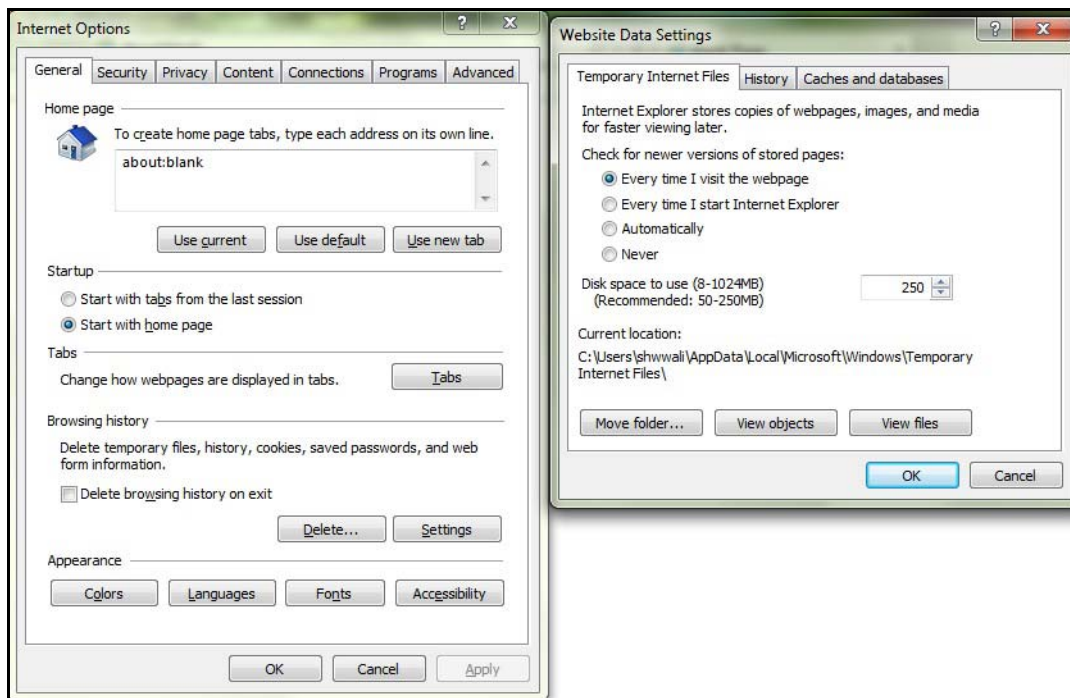 Internet Options
General Security Privacy Content Connections Programs Advanced
Home page
To create home page tabs, type each address on its own line.
about:blank
Use current Use default Use new tab
Startup
Start with tabs from the last session
Start with home page
Tabs
Change how webpages are displayed in tabs.
Tabs
Browsing history
Delete temporary files, history, cookies, saved passwords, and web
form information.
Delete browsing history on exit
Delete... Settings
Appearance
Colors Languages Fonts Accessibility
OK Cancel Apply
Website Data Settings
Temporary Internet Files History Caches and databases
Internet Explorer stores copies of webpages, images, and media
for faster viewing later.
Check for newer versions of stored pages:
Every time I visit the webpage
Every time I start Internet Explorer
Automatically
Never
Disk space to use (8-1024MB)
(Recommended: 50-250MB)
250
Current location:
C:\Users\shwwali\AppData\Local\Microsoft\Windows\Temporary
Internet Files\
Move folder... View objects View files
OK Cancel